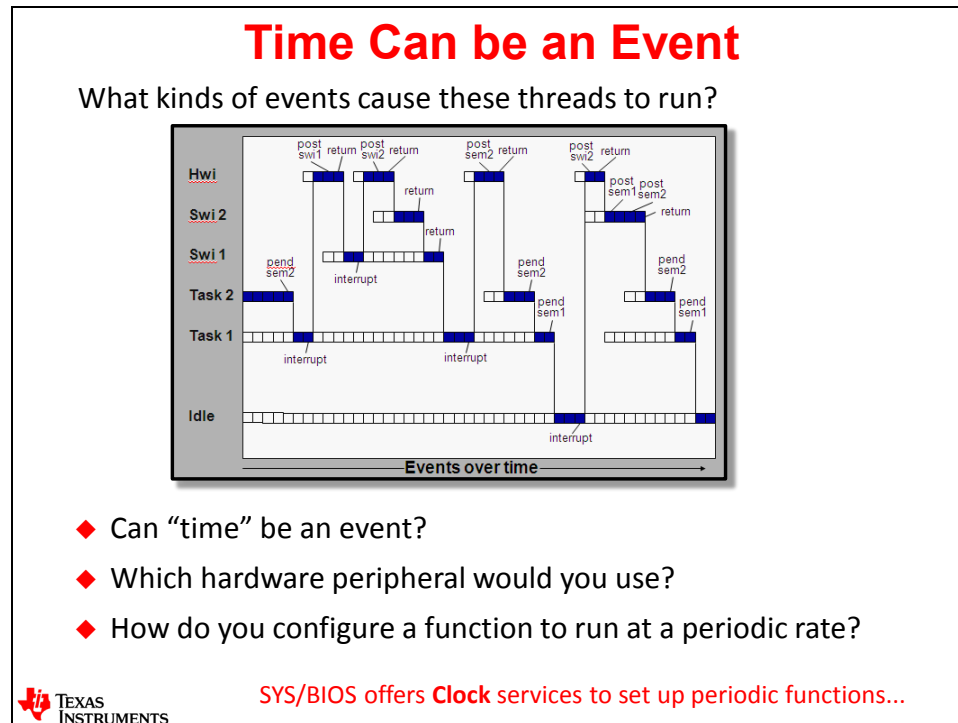 Time Can be an Event
What kinds of events cause these threads to run?
post swi1 return
post swi2 return
post sem2 return
post swi2 return
Hwi
post sem1
post sem2
return
return
Swi 2
return
Swi 1
interrupt
pend sem2
pend sem2
pend sem2
Task 2
pend sem1
pend sem1
Task 1
interrupt
interrupt
Idle
interrupt
Events over time
Can “time” be an event?
Which hardware peripheral would you use?
How do you configure a function to run at a periodic rate?
TEXAS INSTRUMENTS
SYS/BIOS offers Clock services to set up periodic functions...